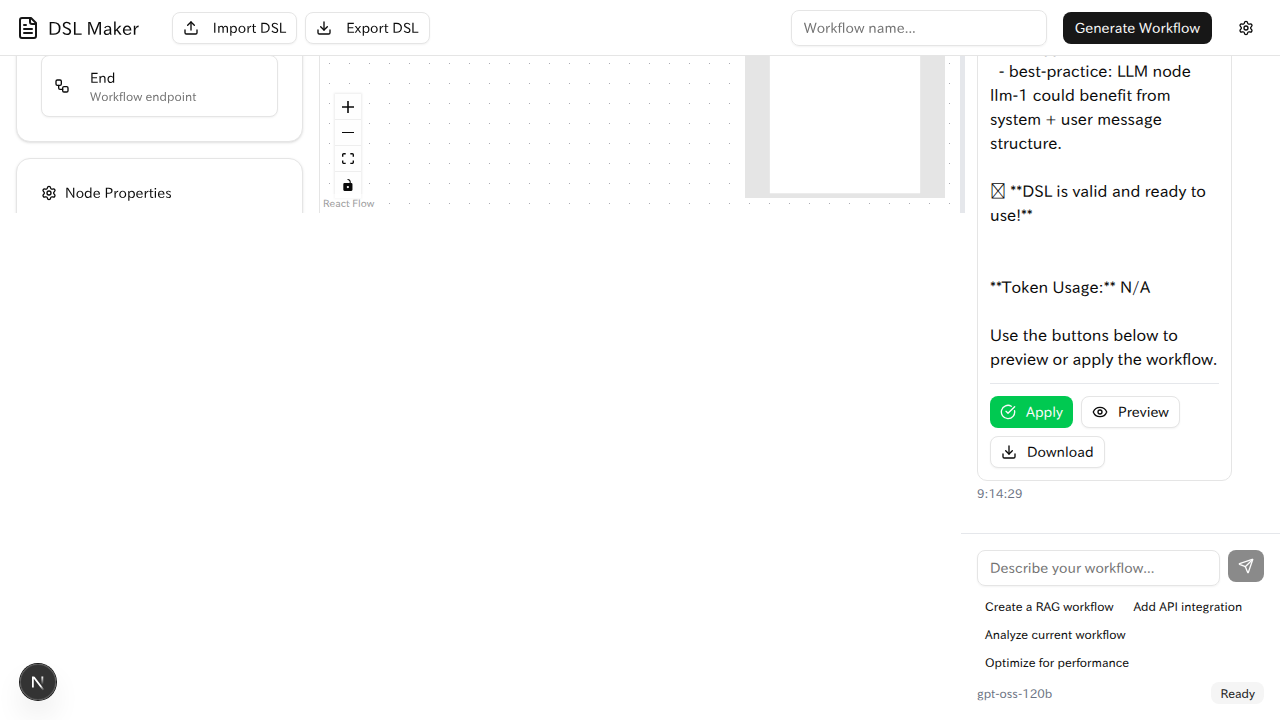 DSL Maker
Import DSL
Export DSL
Workflow name...
Generate Workflow
End
Workflow endpoint
Node Properties
React Flow
- best-practice: LLM node
llm-1 could benefit from
system + user message
structure.
**DSL is valid and ready to
use!**
**Token Usage:** N/A
Use the buttons below to
preview or apply the workflow.
Apply
Preview
Download
9:14:29
Describe your workflow...
Create a RAG workflow
Add API integration
Analyze current workflow
Optimize for performance
gpt-oss-120b
Ready
N